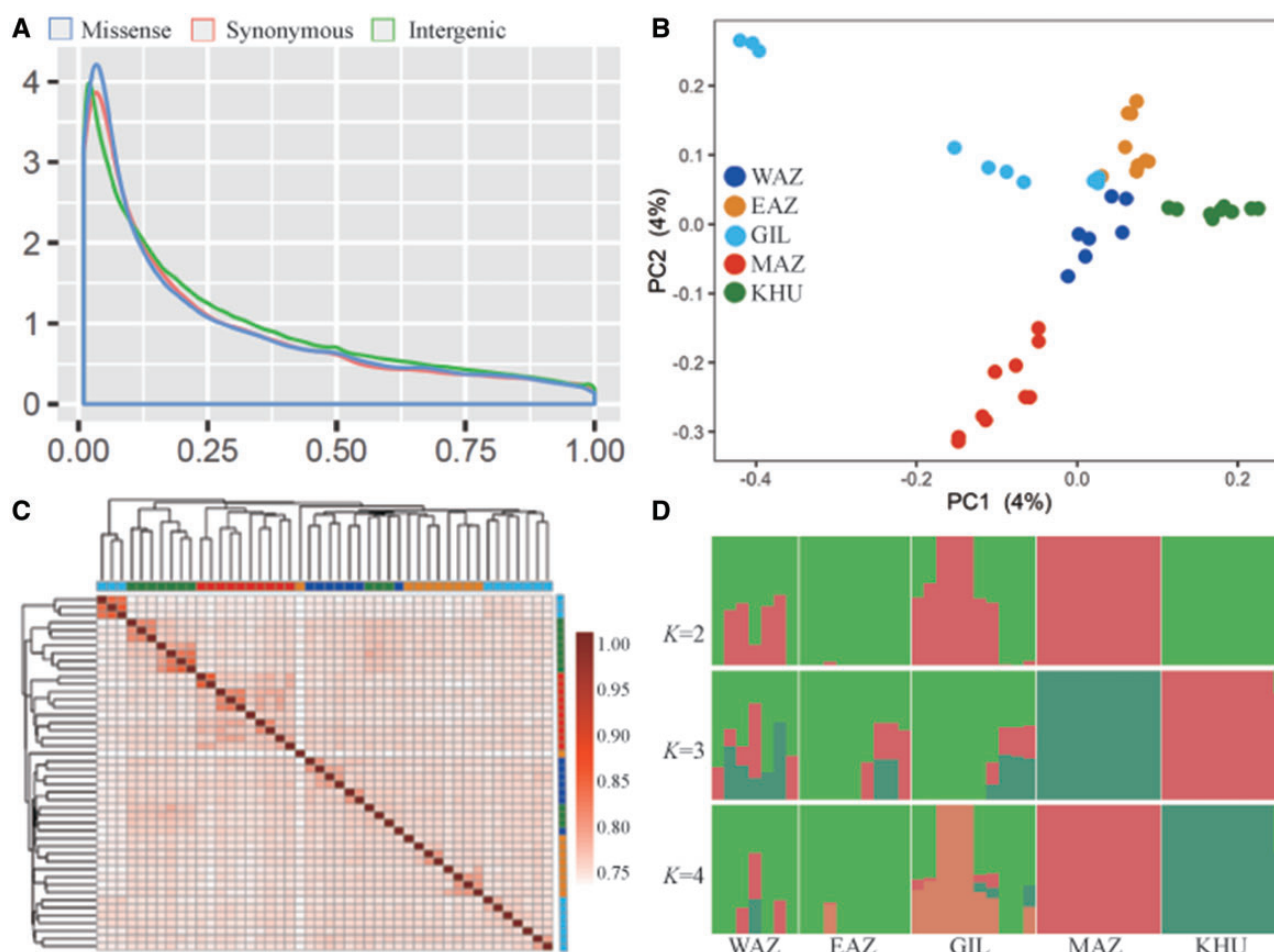 A Missense Synonymous Intergenic
4
3
2
1
0
0.00 0.25 0.50 0.75 1.00
B
0.2
0.1
0.0
-0.1
-0.2
-0.3
PC2 (4%)
WAZ
EAZ
GIL
MAZ
KHU
-0.4 -0.2 0.0 0.2
PC1 (4%)
C
1.00
0.95
0.90
0.85
0.80
0.75
D
K=2
K=3
K=4
WAZ EAZ GIL MAZ KHU